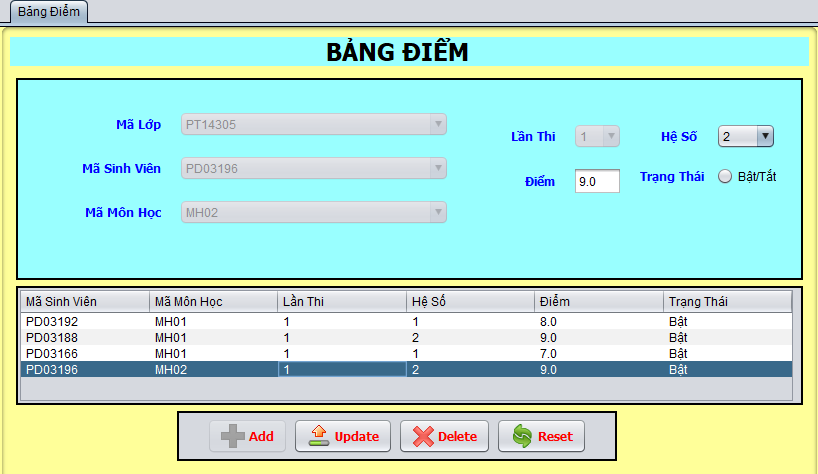 Bảng Điểm
BẢNG ĐIỂM
Mã Lớp PT14305
Lần Thi 1 Hệ Số 2
Mã Sinh Viên PD03196
Điểm 9.0 Trạng Thái Bật/Tắt
Mã Môn Học MH02
Mã Sinh Viên Mã Môn Học Lần Thi Hệ Số Điểm Trạng Thái
PD03192 MH01 1 1 8.0 Bật
PD03188 MH01 1 2 9.0 Bật
PD03166 MH01 1 1 7.0 Bật
PD03196 MH02 1 2 9.0 Bật
Add Update Delete Reset